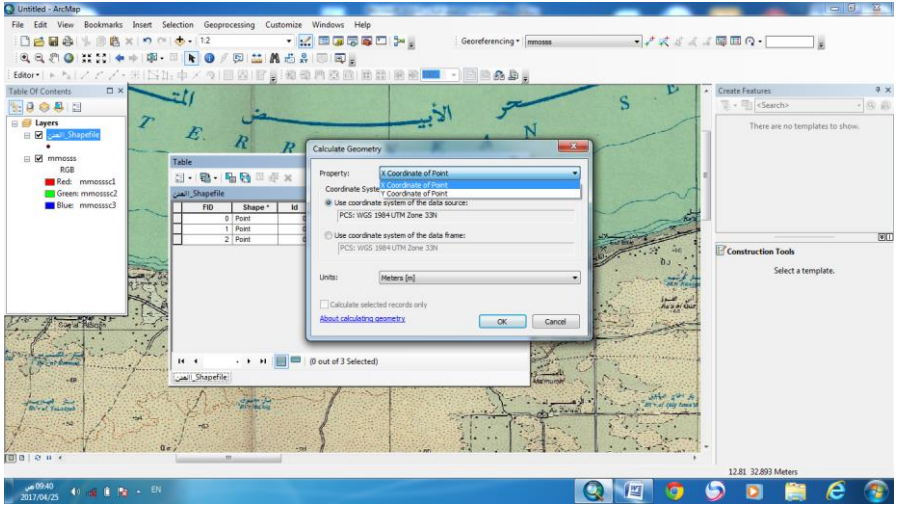 Untitled - ArcMap
File Edit View Bookmarks Insert Selection Geoprocessing Customize Windows Help
1:2
Georeferencing
mmosss
Editor
Table Of Contents
Layers
Shapefile
mmosss
RGB
Red: mmosssc1
Green: mmosssc2
Blue: mmosssc3
الأبيض
T E R R
A N
S
Table
Shapefile
FID Shape * Id
0 Point
1 Point
2 Point
(0 out of 3 Selected)
Shapefile
Calculate Geometry
Property: X Coordinate of Point
X Coordinate of Point
Y Coordinate of Point
Coordinate Syste
Use coordinate system of the data source:
PCS: WGS 1984 UTM Zone 33N
Use coordinate system of the data frame:
PCS: WGS 1984 UTM Zone 33N
Units: Meters [m]
Calculate selected records only
About calculating geometry
OK Cancel
Create Features
<Search>
There are no templates to show.
Construction Tools
Select a template.
12.81 32.893 Meters
09:40 ص
2017/04/25
EN